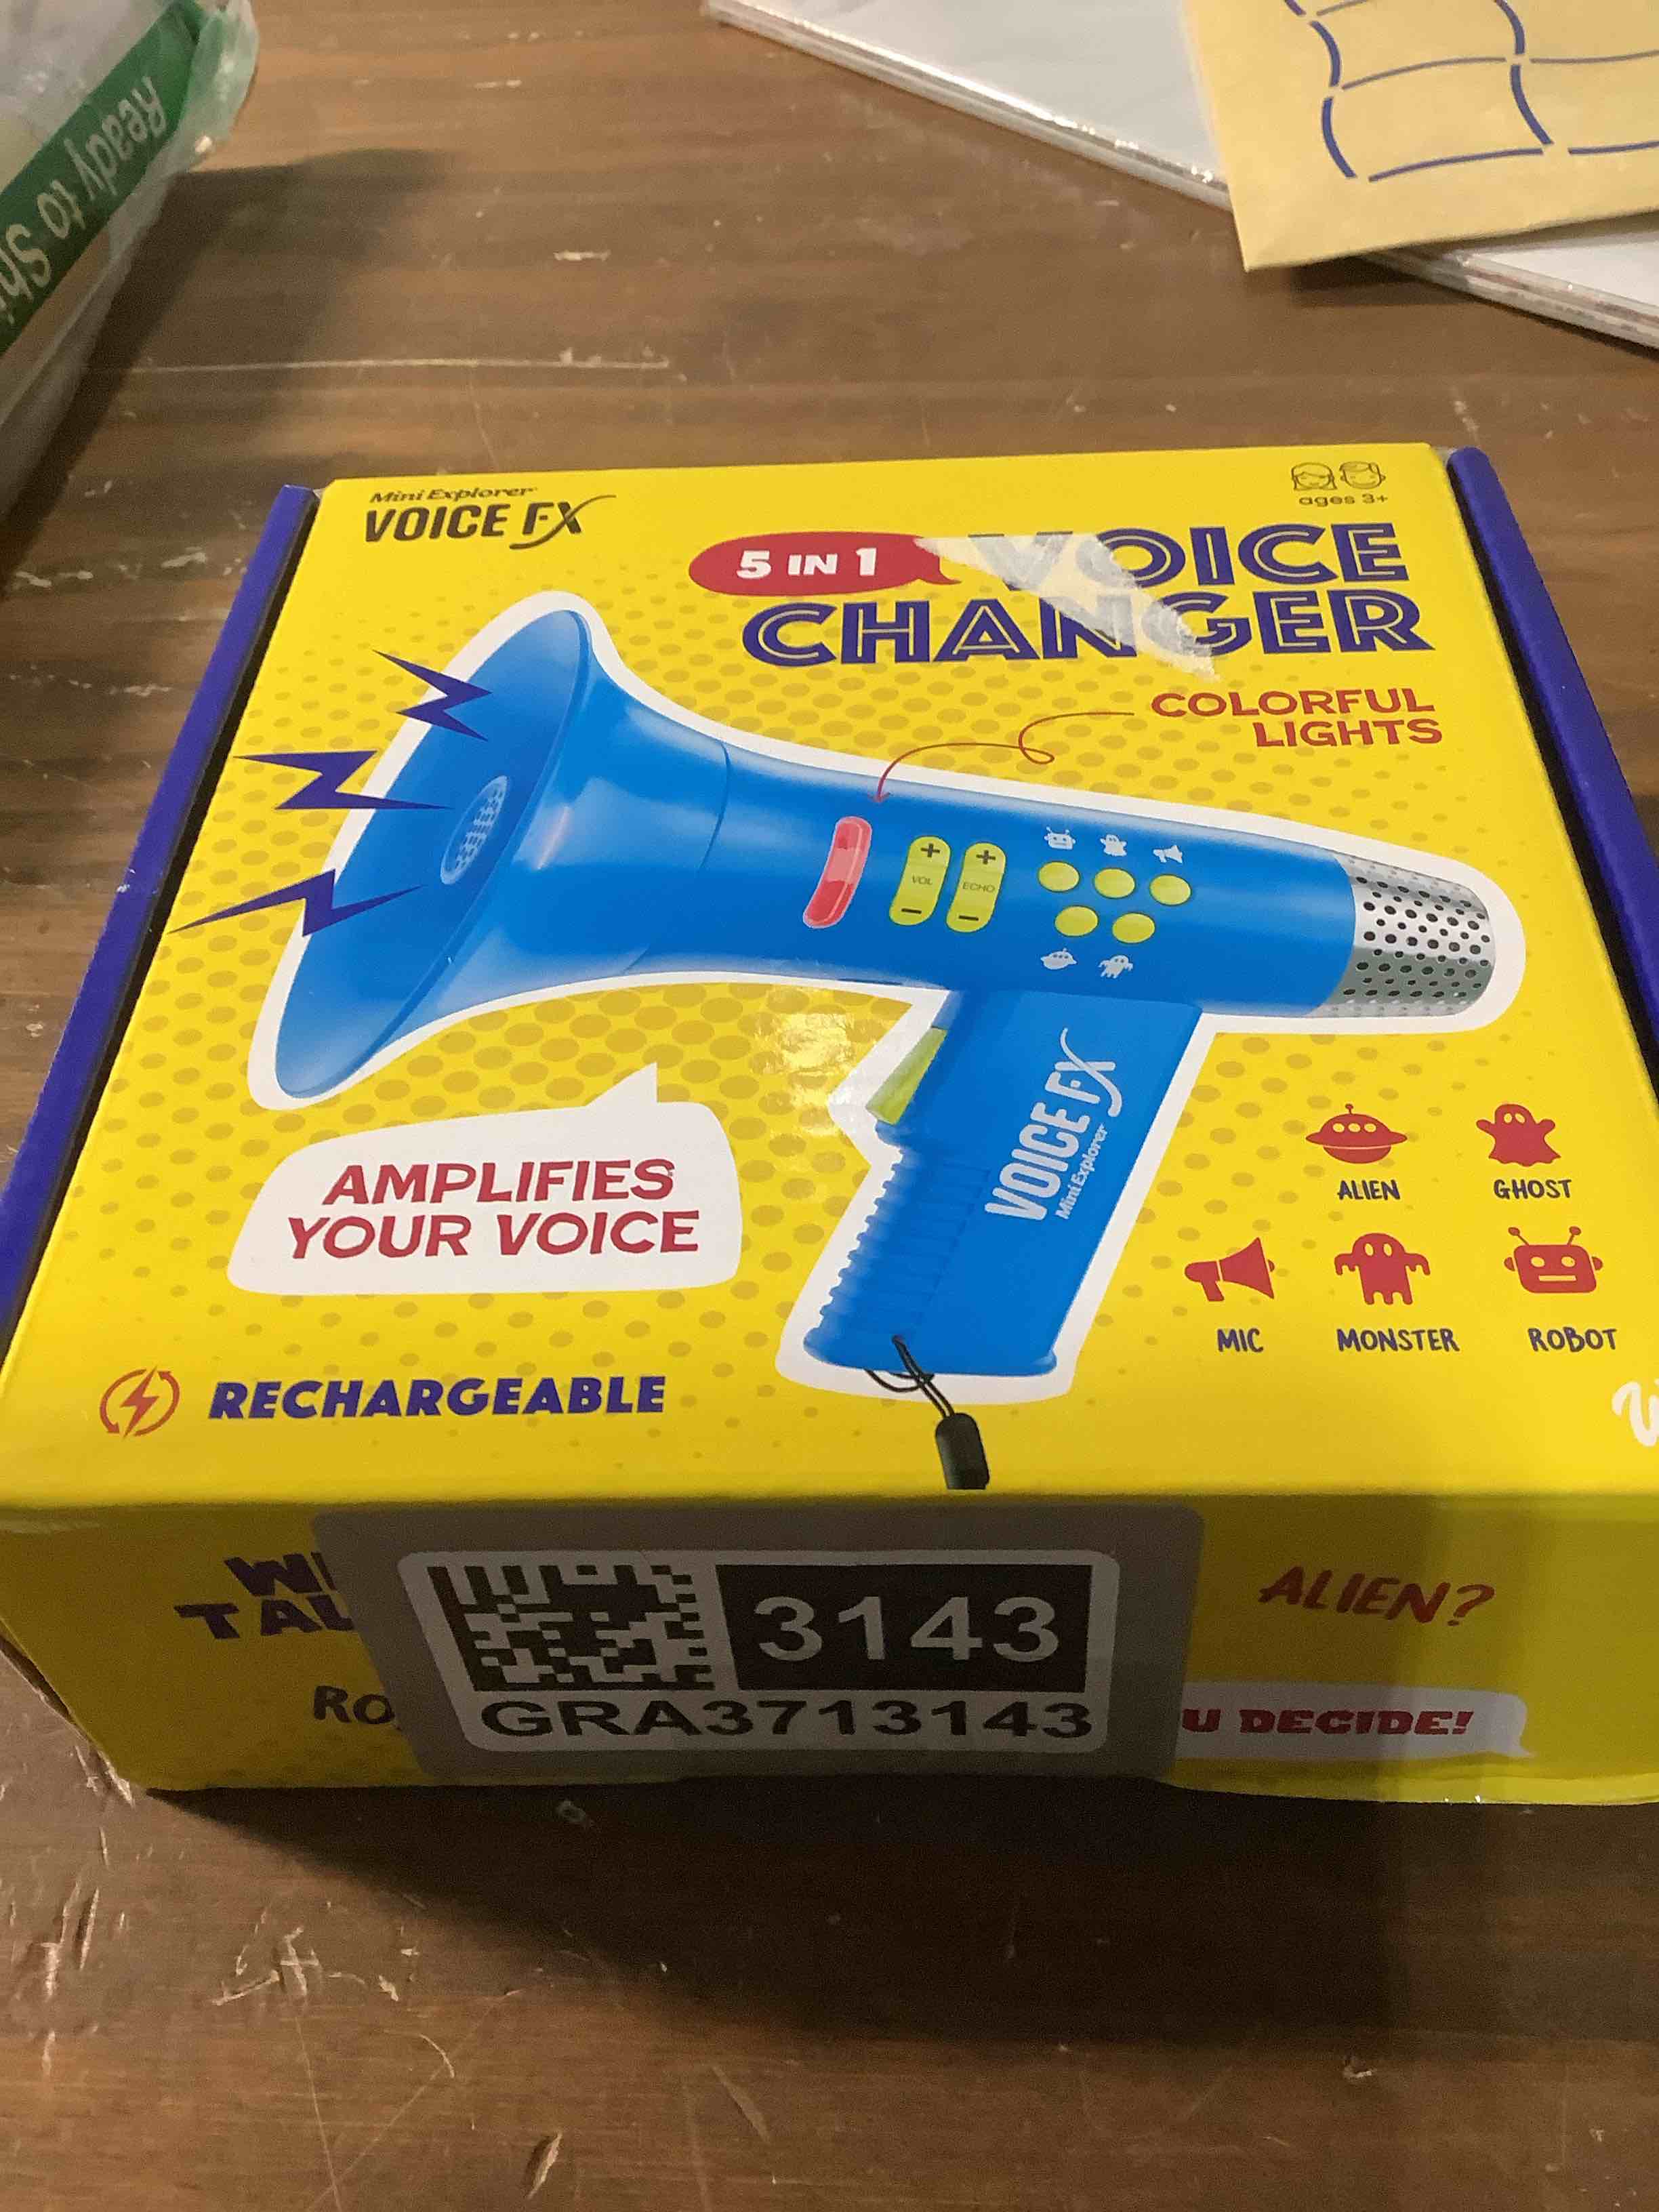 Ready to
Mini Explorer
VOICE FX
ages 3+
5 IN 1 VOICE
CHANGER
COLORFUL
LIGHTS
+ +
VOL ECHO
- -
VOICE FX
Mini Explorer
AMPLIFIES
YOUR VOICE
ALIEN GHOST
MIC MONSTER ROBOT
RECHARGEABLE
3143
GRA3713143
ALIEN?
U DECIDE!